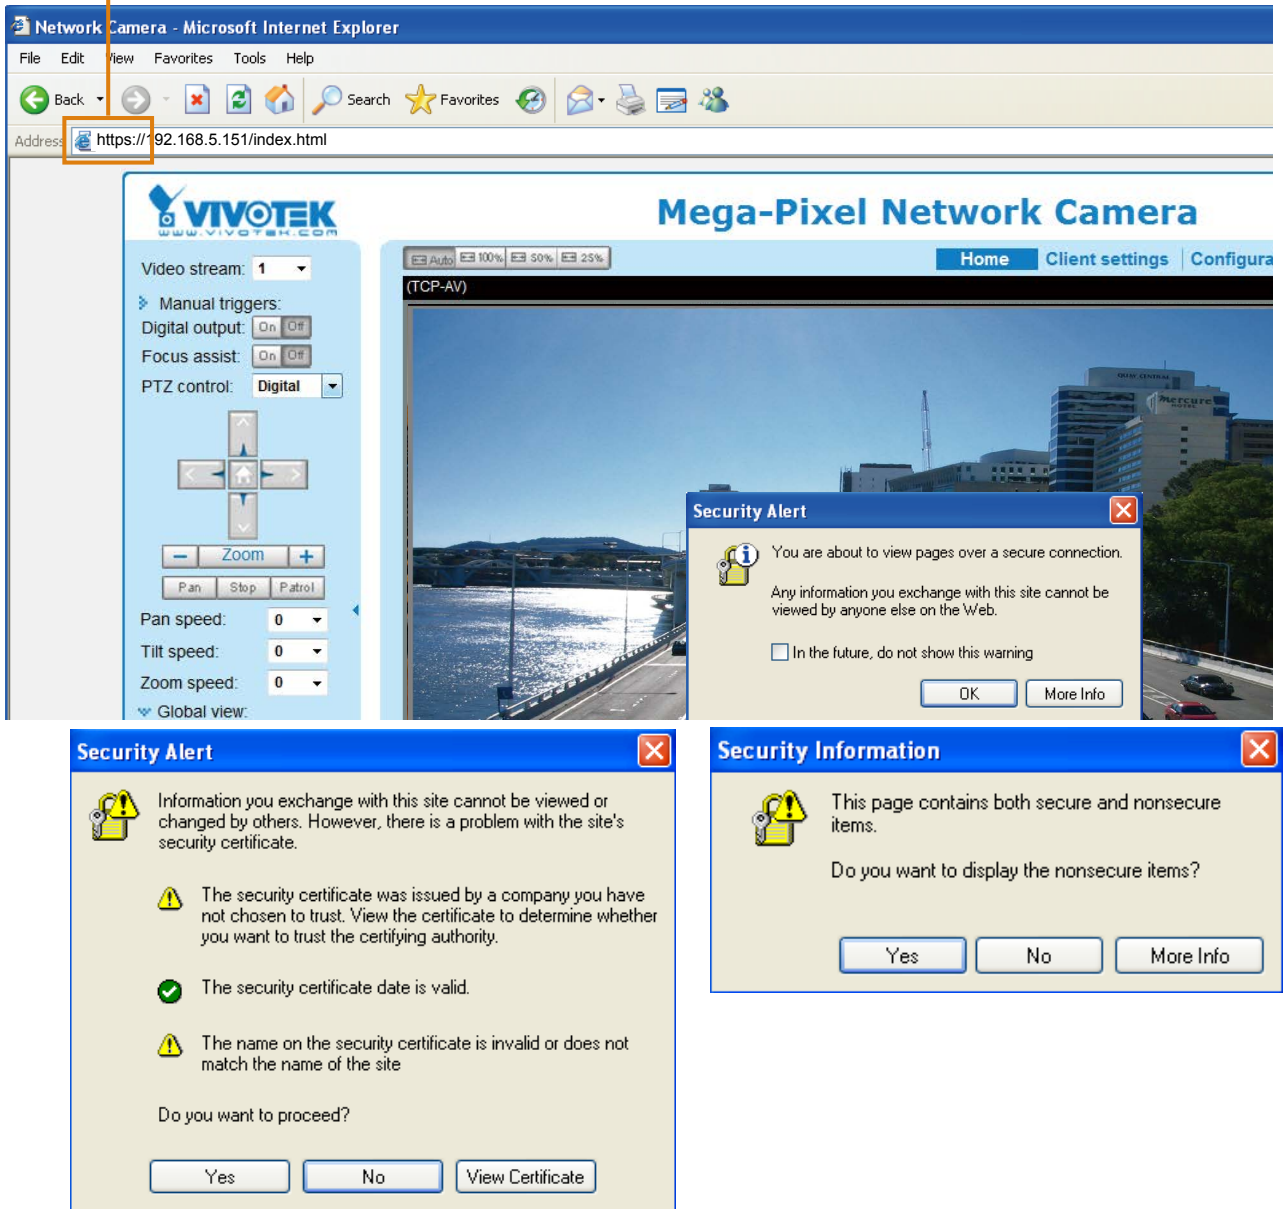 Network Camera - Microsoft Internet Explorer
File Edit View Favorites Tools Help
Back Search Favorites
Address https://192.168.5.151/index.html
VIVOTEK
www.vivotek.com
Mega-Pixel Network Camera
Auto 100% 50% 25%
Home Client settings Configura
Video stream: 1
(TCP-AV)
Manual triggers:
Digital output: On Off
Focus assist: On Off
PTZ control: Digital
QUAY CENTRAL
Mercure
HOTEL
Zoom
Pan Stop Patrol
Pan speed: 0
Tilt speed: 0
Zoom speed: 0
Global view:
Security Alert
You are about to view pages over a secure connection.
Any information you exchange with this site cannot be
viewed by anyone else on the Web.
In the future, do not show this warning
OK More Info
Security Alert
Information you exchange with this site cannot be viewed or
changed by others. However, there is a problem with the site's
security certificate.
The security certificate was issued by a company you have
not chosen to trust. View the certificate to determine whether
you want to trust the certifying authority.
The security certificate date is valid.
The name on the security certificate is invalid or does not
match the name of the site
Do you want to proceed?
Yes No View Certificate
Security Information
This page contains both secure and nonsecure
items.
Do you want to display the nonsecure items?
Yes No More Info